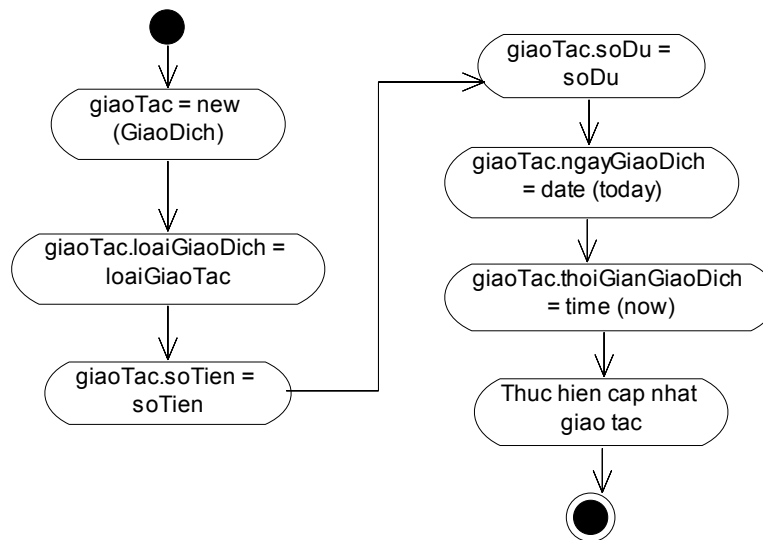 giaoTac = new
(GiaoDich)
giaoTac.loaiGiaoDich =
loaiGiaoTac
giaoTac.soTien =
soTien
giaoTac.soDu =
soDu
giaoTac.ngayGiaoDich
= date (today)
giaoTac.thoiGianGiaoDich
= time (now)
Thuc hien cap nhat
giao tac